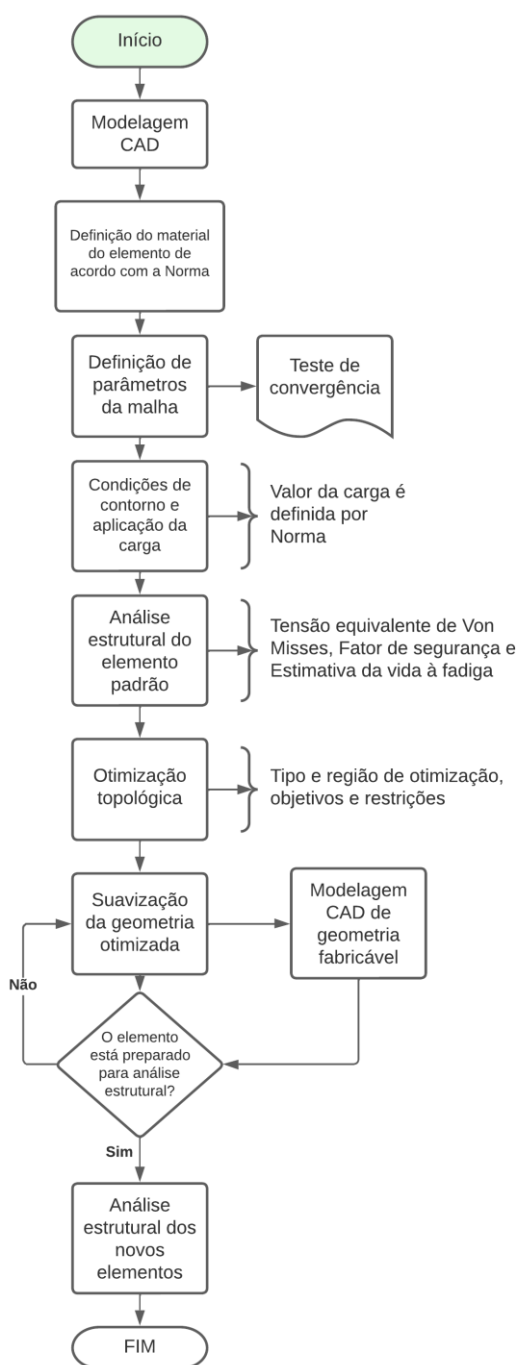 Início
Modelagem
CAD
Definição do material
do elemento de
acordo com a Norma
Definição de
parâmetros
da malha
Teste de
convergência
Condições de
contorno e
aplicação da
carga
Valor da carga é
definida por
Norma
Análise
estrutural do
elemento
padrão
Tensão equivalente de Von
Misses, Fator de segurança e
Estimativa da vida à fadiga
Otimização
topológica
Tipo e região de otimização,
objetivos e restrições
Suavização
da geometria
otimizada
Modelagem
CAD de
geometria
fabricável
Não
O elemento
está preparado
para análise
estrutural?
Sim
Análise
estrutural dos
novos
elementos
FIM